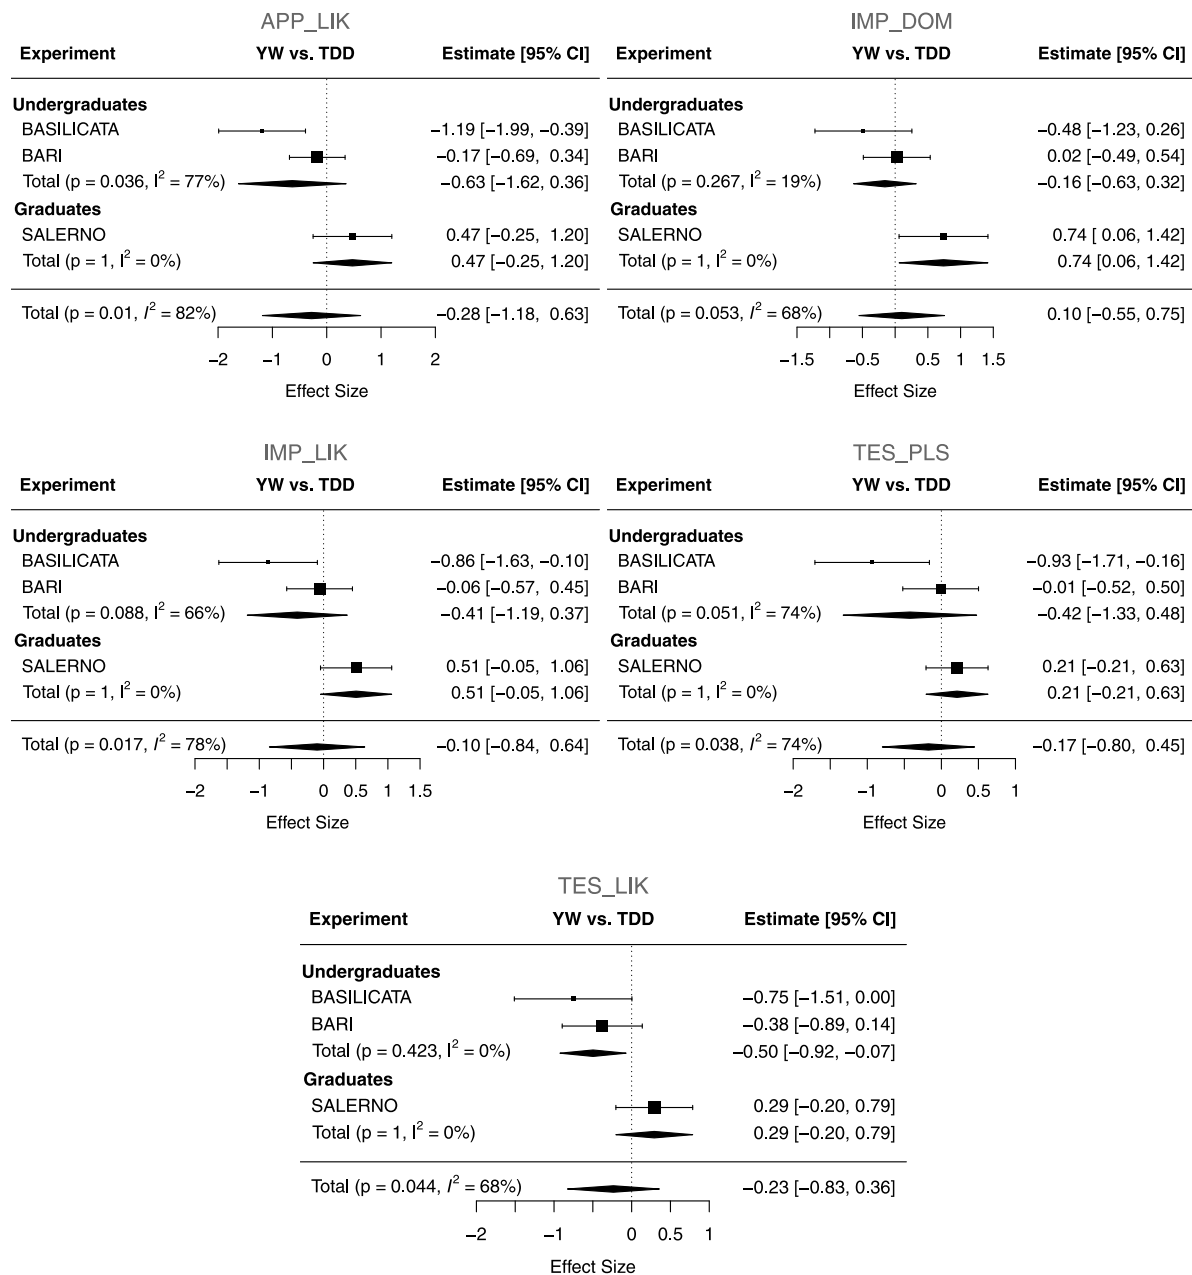 APP_LIK
Experiment YW vs. TDD Estimate [95% CI]
Undergraduates
BASILICATA −1.19 [−1.99, −0.39]
BARI −0.17 [−0.69, 0.34]
Total (p = 0.036, I² = 77%) −0.63 [−1.62, 0.36]
Graduates
SALERNO 0.47 [−0.25, 1.20]
Total (p = 1, I² = 0%) 0.47 [−0.25, 1.20]
Total (p = 0.01, I² = 82%) −0.28 [−1.18, 0.63]
−2 −1 0 1 2
Effect Size
IMP_DOM
Experiment YW vs. TDD Estimate [95% CI]
Undergraduates
BASILICATA −0.48 [−1.23, 0.26]
BARI 0.02 [−0.49, 0.54]
Total (p = 0.267, I² = 19%) −0.16 [−0.63, 0.32]
Graduates
SALERNO 0.74 [ 0.06, 1.42]
Total (p = 1, I² = 0%) 0.74 [0.06, 1.42]
Total (p = 0.053, I² = 68%) 0.10 [−0.55, 0.75]
−1.5 −0.5 0 0.5 1 1.5
Effect Size
IMP_LIK
Experiment YW vs. TDD Estimate [95% CI]
Undergraduates
BASILICATA −0.86 [−1.63, −0.10]
BARI −0.06 [−0.57, 0.45]
Total (p = 0.088, I² = 66%) −0.41 [−1.19, 0.37]
Graduates
SALERNO 0.51 [−0.05, 1.06]
Total (p = 1, I² = 0%) 0.51 [−0.05, 1.06]
Total (p = 0.017, I² = 78%) −0.10 [−0.84, 0.64]
−2 −1 0 0.5 1 1.5
Effect Size
TES_PLS
Experiment YW vs. TDD Estimate [95% CI]
Undergraduates
BASILICATA −0.93 [−1.71, −0.16]
BARI −0.01 [−0.52, 0.50]
Total (p = 0.051, I² = 74%) −0.42 [−1.33, 0.48]
Graduates
SALERNO 0.21 [−0.21, 0.63]
Total (p = 1, I² = 0%) 0.21 [−0.21, 0.63]
Total (p = 0.038, I² = 74%) −0.17 [−0.80, 0.45]
−2 −1 0 0.5 1
Effect Size
TES_LIK
Experiment YW vs. TDD Estimate [95% CI]
Undergraduates
BASILICATA −0.75 [−1.51, 0.00]
BARI −0.38 [−0.89, 0.14]
Total (p = 0.423, I² = 0%) −0.50 [−0.92, −0.07]
Graduates
SALERNO 0.29 [−0.20, 0.79]
Total (p = 1, I² = 0%) 0.29 [−0.20, 0.79]
Total (p = 0.044, I² = 68%) −0.23 [−0.83, 0.36]
−2 −1 0 0.5 1
Effect Size